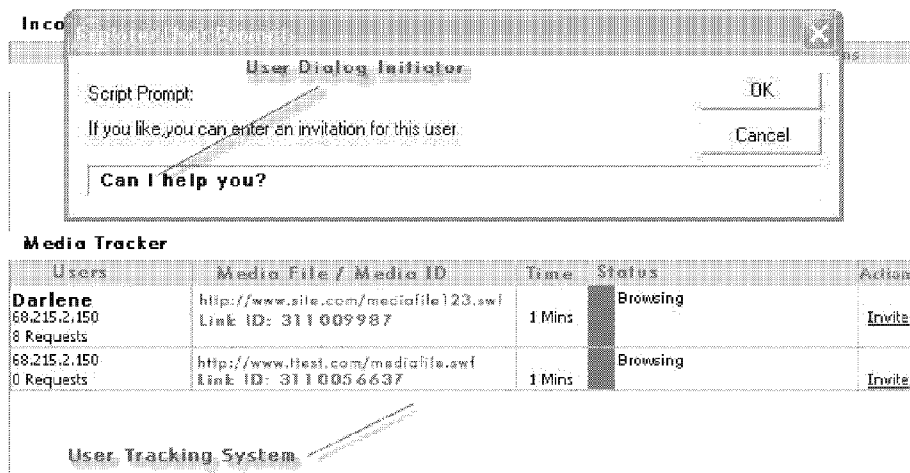 Inco
User Dialog Initiator
Script Prompt:
OK
If you like, you can enter an invitation for this user.
Cancel
Can I help you?
Media Tracker
Users Media File / Media ID Time Status Action
Darlene
68.215.2.150
8 Requests
http://www.site.com/mediafile123.swf
Link ID: 311009987
1 Mins
Browsing
Invite
68.215.2.150
0 Requests
http://www.ttest.com/mediafile.swf
Link ID: 3110056637
1 Mins
Browsing
Invite
User Tracking System